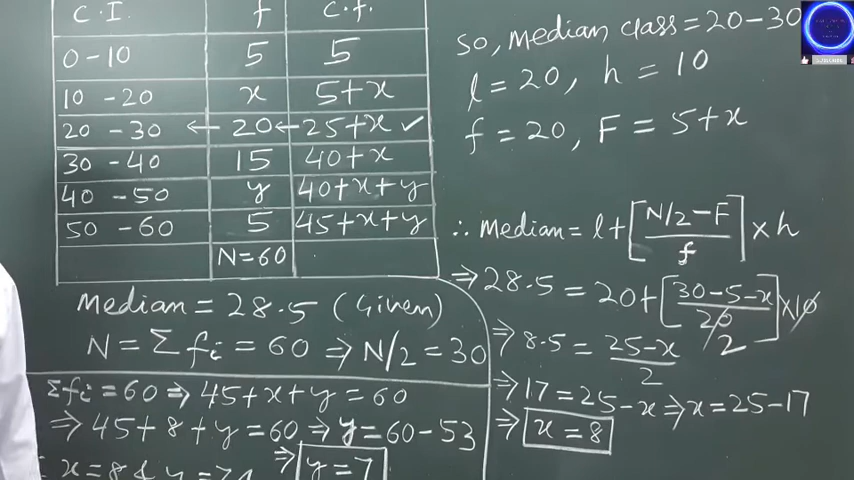 C.I. f c.f.
0-10 5 5
10-20 x 5+x
20-30 ← 20 ← 25+x ✓
30-40 15 40+x
40-50 y 40+x+y
50-60 5 45+x+y
N=60
Median = 28.5 (Given)
N = Σfi = 60 ⇒ N/2 = 30
Σfi = 60 ⇒ 45+x+y = 60
⇒ 45+8+y = 60 ⇒ y = 60-53
⇒ y = 7
x = 8 & y = 7
so, Median class = 20-30
l = 20, h = 10
f = 20, F = 5+x
∴ Median = l+[N/2-F/f]×h
⇒ 28.5 = 20+[30-5-x/20]×10
2
⇒ 8.5 = 25-x/2
⇒ 17 = 25-x ⇒ x = 25-17
⇒ x = 8